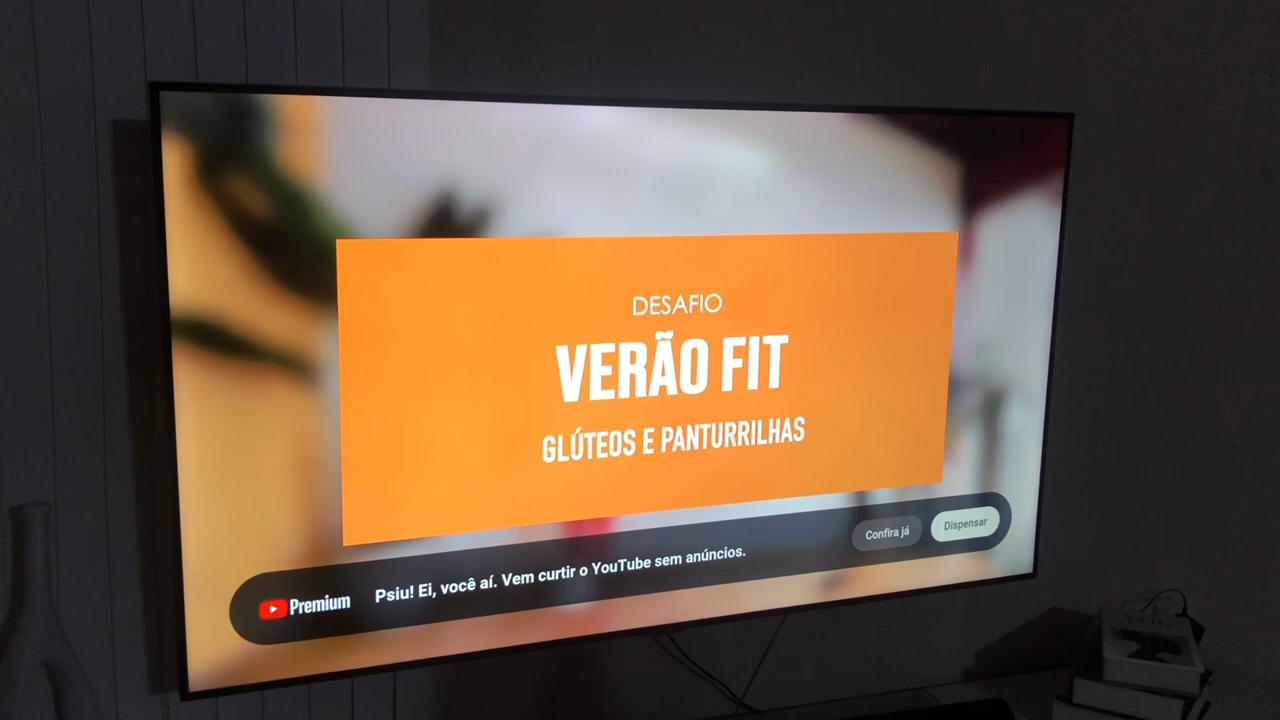 DESAFIO
VERÃO FIT
GLÚTEOS E PANTURRILHAS
Premium
Psiu! Ei, você aí. Vem curtir o YouTube sem anúncios.
Confira já
Dispensar